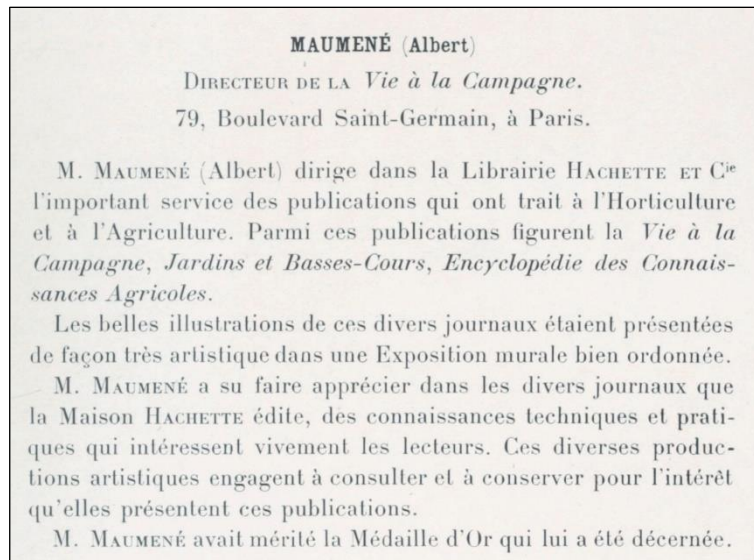 MAUMENÉ (Albert)
DIRECTEUR DE LA Vie à la Campagne.
79, Boulevard Saint-Germain, à Paris.
M. MAUMENÉ (Albert) dirige dans la Librairie HACHETTE ET Cie
l'important service des publications qui ont trait à l'Horticulture
et à l'Agriculture. Parmi ces publications figurent la Vie à la
Campagne, Jardins et Basses-Cours, Encyclopédie des Connais-
sances Agricoles.
Les belles illustrations de ces divers journaux étaient présentées
de façon très artistique dans une Exposition murale bien ordonnée.
M. MAUMENÉ a su faire apprécier dans les divers journaux que
la Maison HACHETTE édite, des connaissances techniques et prati-
ques qui intéressent vivement les lecteurs. Ces diverses produc-
tions artistiques engagent à consulter et à conserver pour l'intérêt
qu'elles présentent ces publications.
M. MAUMENÉ avait mérité la Médaille d'Or qui lui a été décernée.